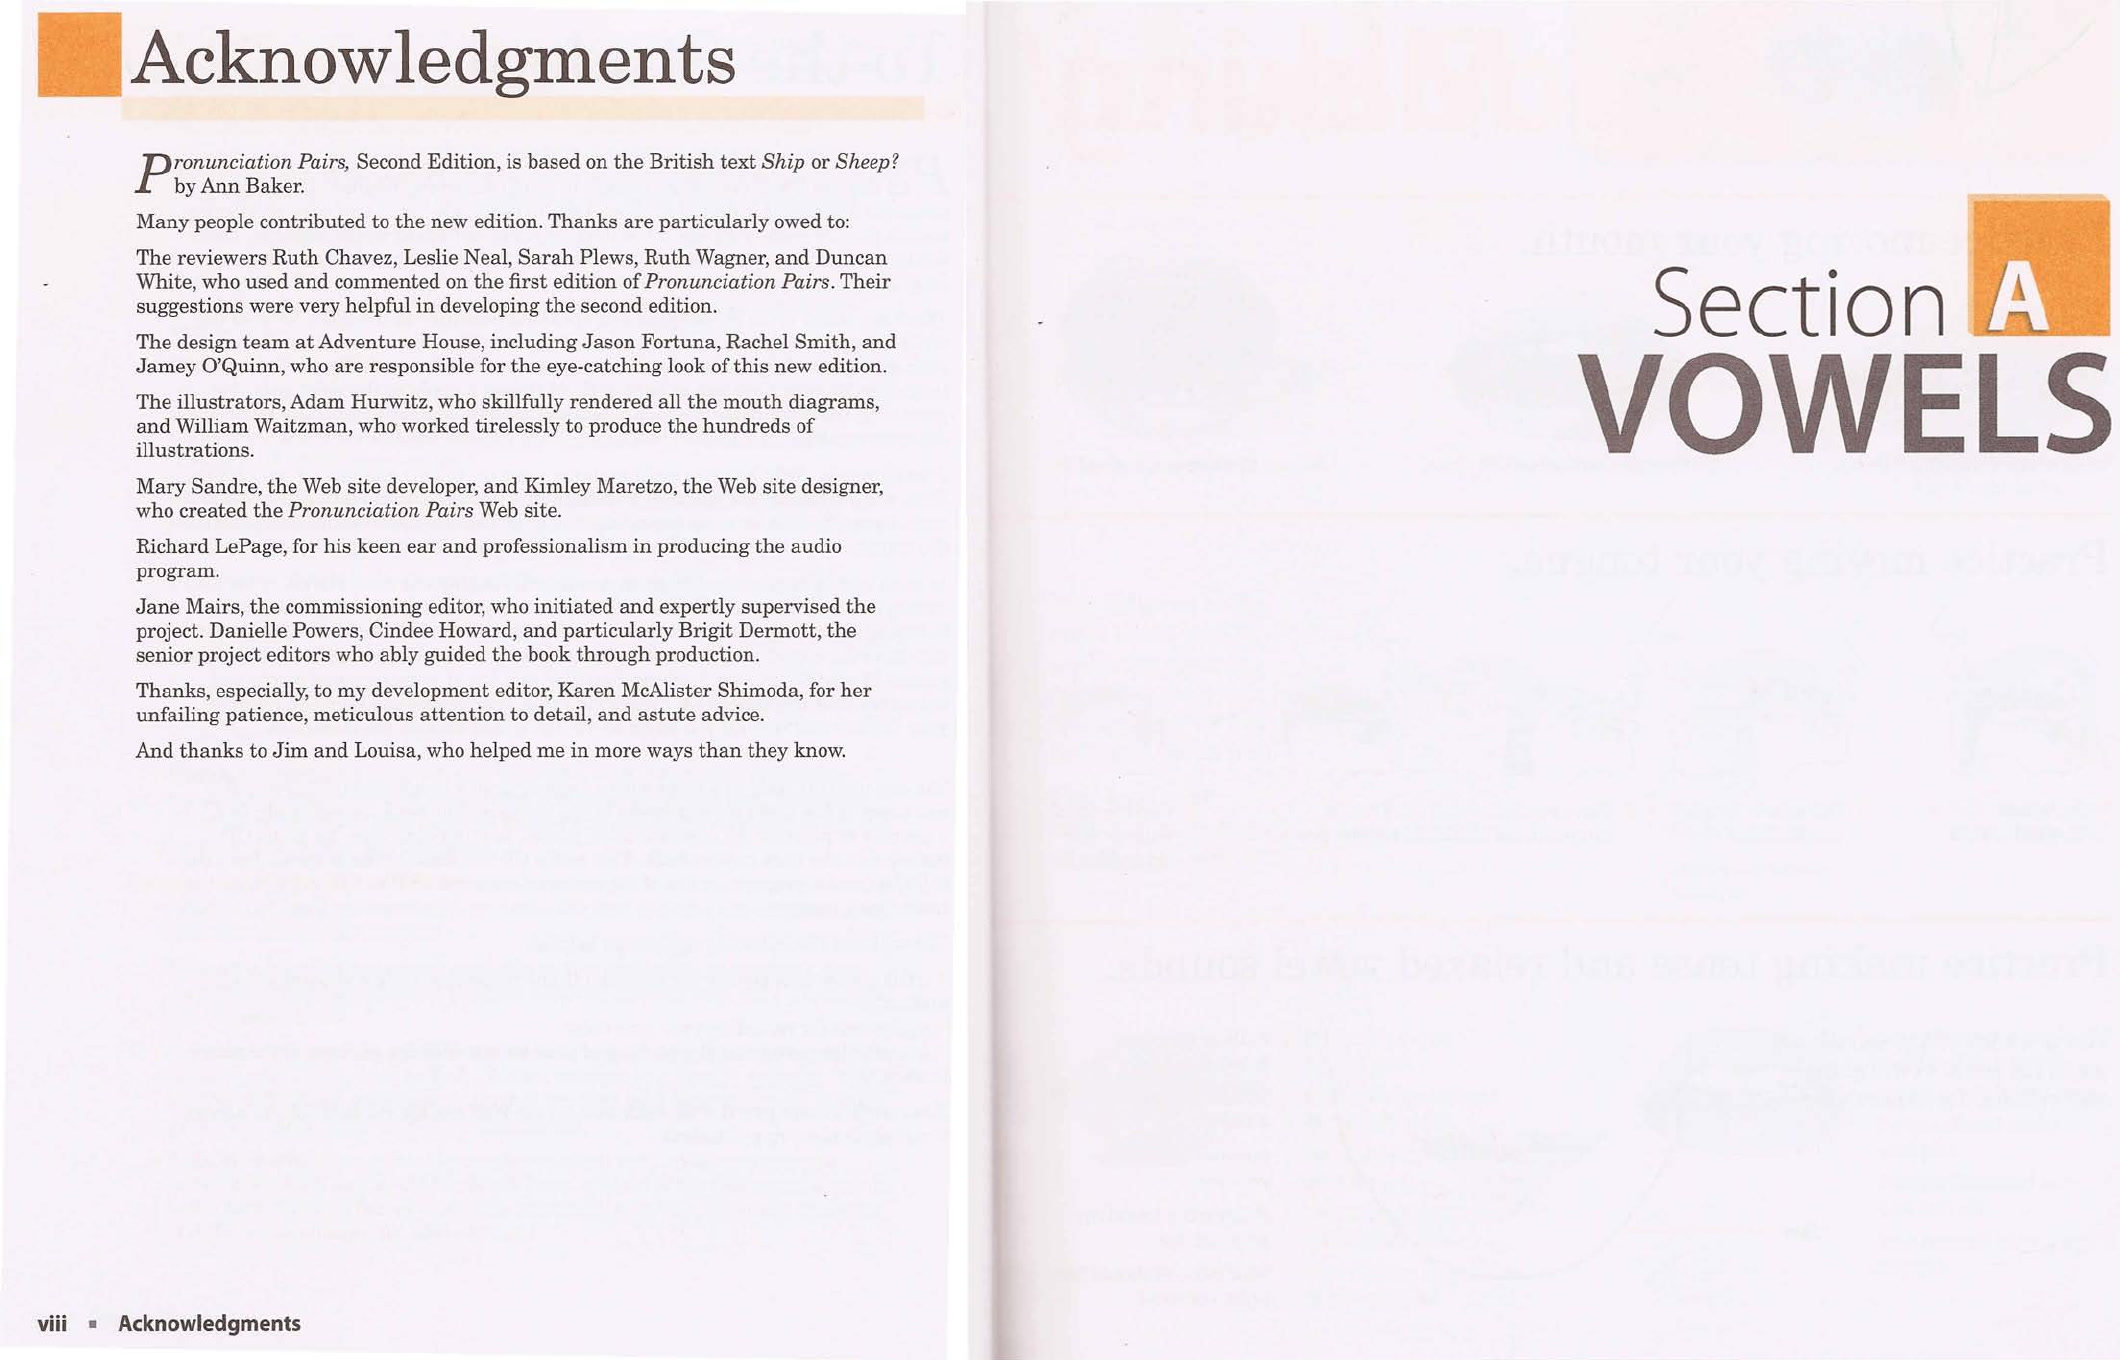 Acknowledgments
Pronunciation Pairs, Second Edition, is based on the British text Ship or Sheep?
by Ann Baker.
Many people contributed to the new edition. Thanks are particularly owed to:
The reviewers Ruth Chavez, Leslie Neal, Sarah Plews, Ruth Wagner, and Duncan
White, who used and commented on the first edition of Pronunciation Pairs. Their
suggestions were very helpful in developing the second edition.
The design team at Adventure House, including Jason Fortuna, Rachel Smith, and
Jamey O'Quinn, who are responsible for the eye-catching look of this new edition.
The illustrators, Adam Hurwitz, who skillfully rendered all the mouth diagrams,
and William Waitzman, who worked tirelessly to produce the hundreds of
illustrations.
Mary Sandre, the Web site developer, and Kimley Maretzo, the Web site designer,
who created the Pronunciation Pairs Web site.
Richard LePage, for his keen ear and professionalism in producing the audio
program.
Jane Mairs, the commissioning editor, who initiated and expertly supervised the
project. Danielle Powers, Cindee Howard, and particularly Brigit Dermott, the
senior project editors who ably guided the book through production.
Thanks, especially, to my development editor, Karen McAlister Shimoda, for her
unfailing patience, meticulous attention to detail, and astute advice.
And thanks to Jim and Louisa, who helped me in more ways than they know.
viii ■ Acknowledgments
Section A
VOWELS